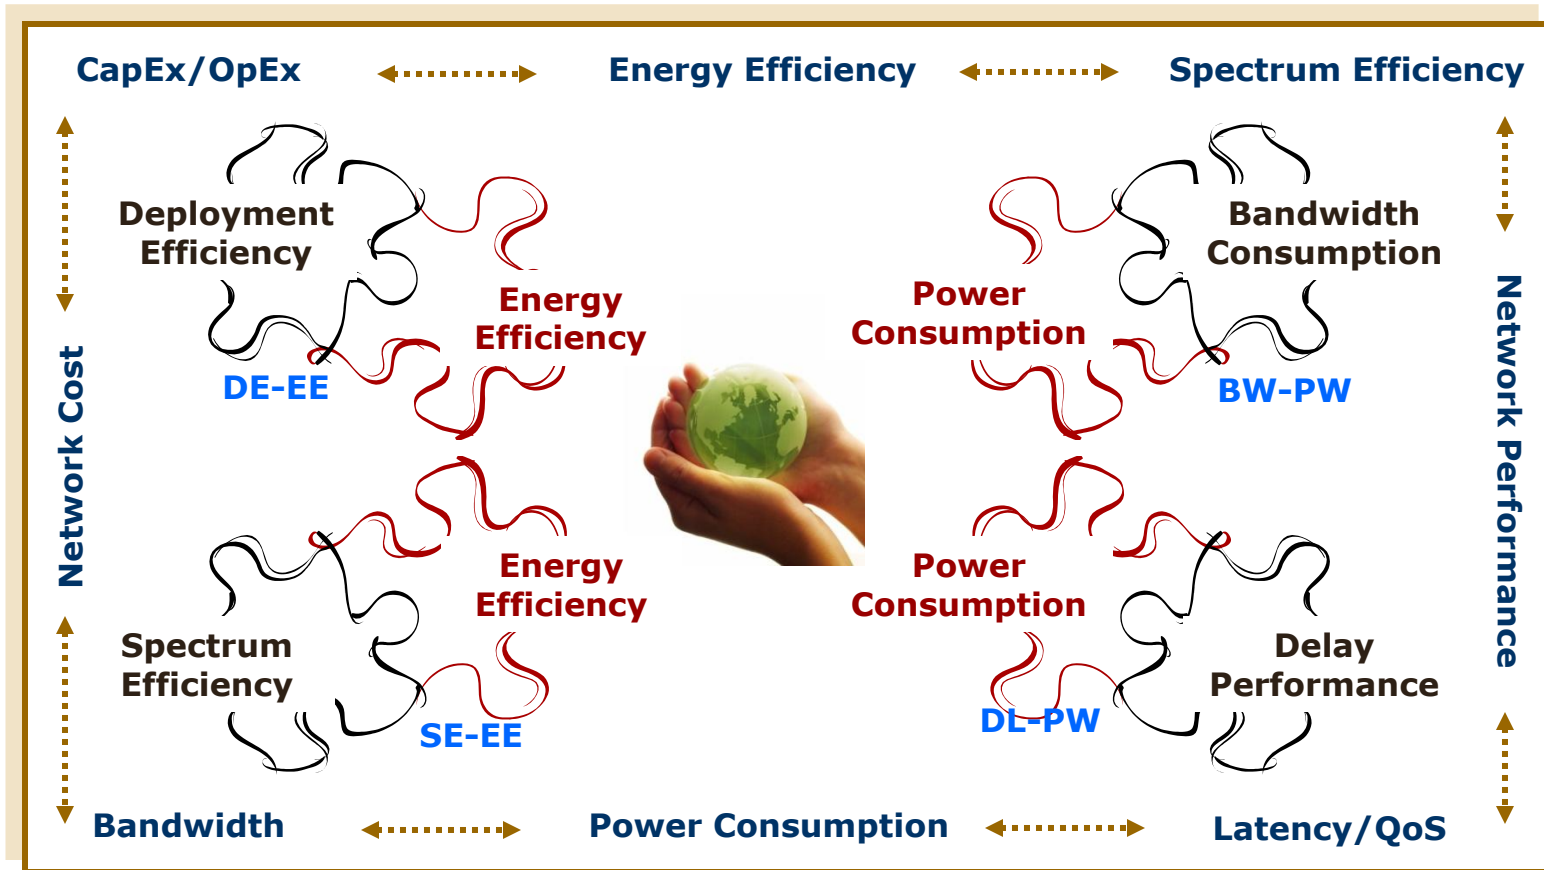 CapEx/OpEx
Energy Efficiency
Spectrum Efficiency
Deployment
Efficiency
Energy
Efficiency
Power
Consumption
Bandwidth
Consumption
DE-EE
BW-PW
Network Cost
Network Performance
Energy
Efficiency
Power
Consumption
Spectrum
Efficiency
Delay
Performance
SE-EE
DL-PW
Bandwidth
Power Consumption
Latency/QoS